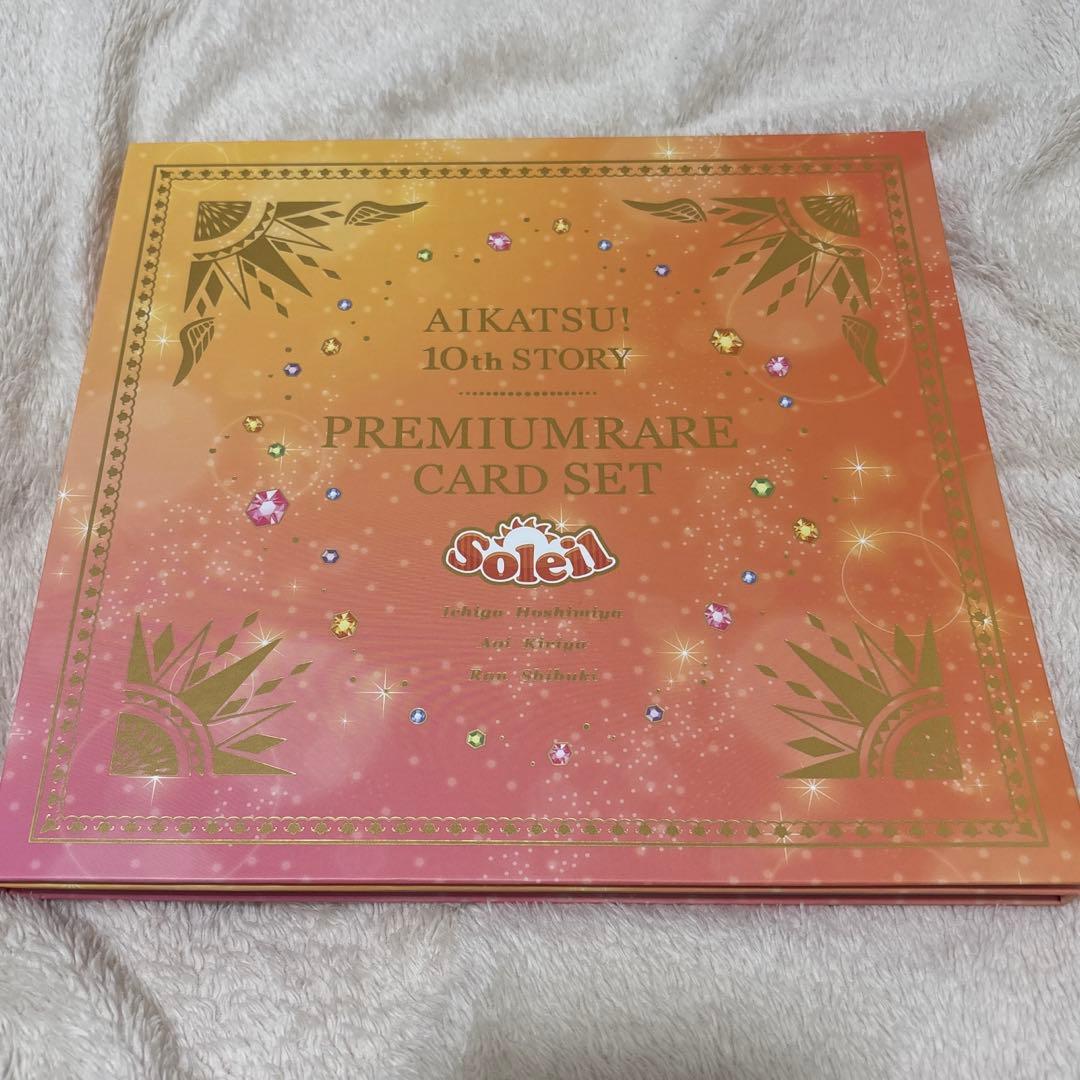 AIKATSU!
10th STORY
PREMIUMRARE
CARD SET
Soleil
Ichigo Hoshimiya
Aoi Kiriya
Ran Shibuki